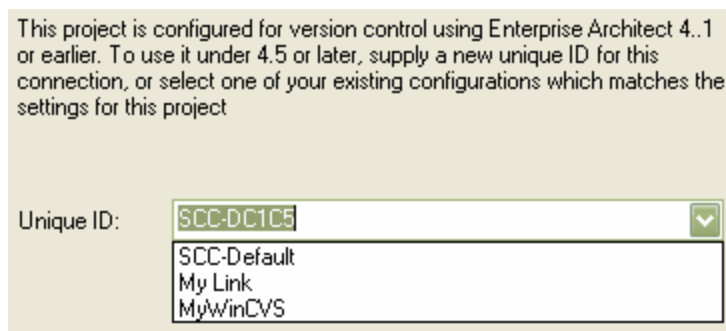 This project is configured for version control using Enterprise Architect 4..1
or earlier. To use it under 4.5 or later, supply a new unique ID for this
connection, or select one of your existing configurations which matches the
settings for this project
Unique ID: SCC-DC1C5
SCC-Default
My Link
MyWinCVS